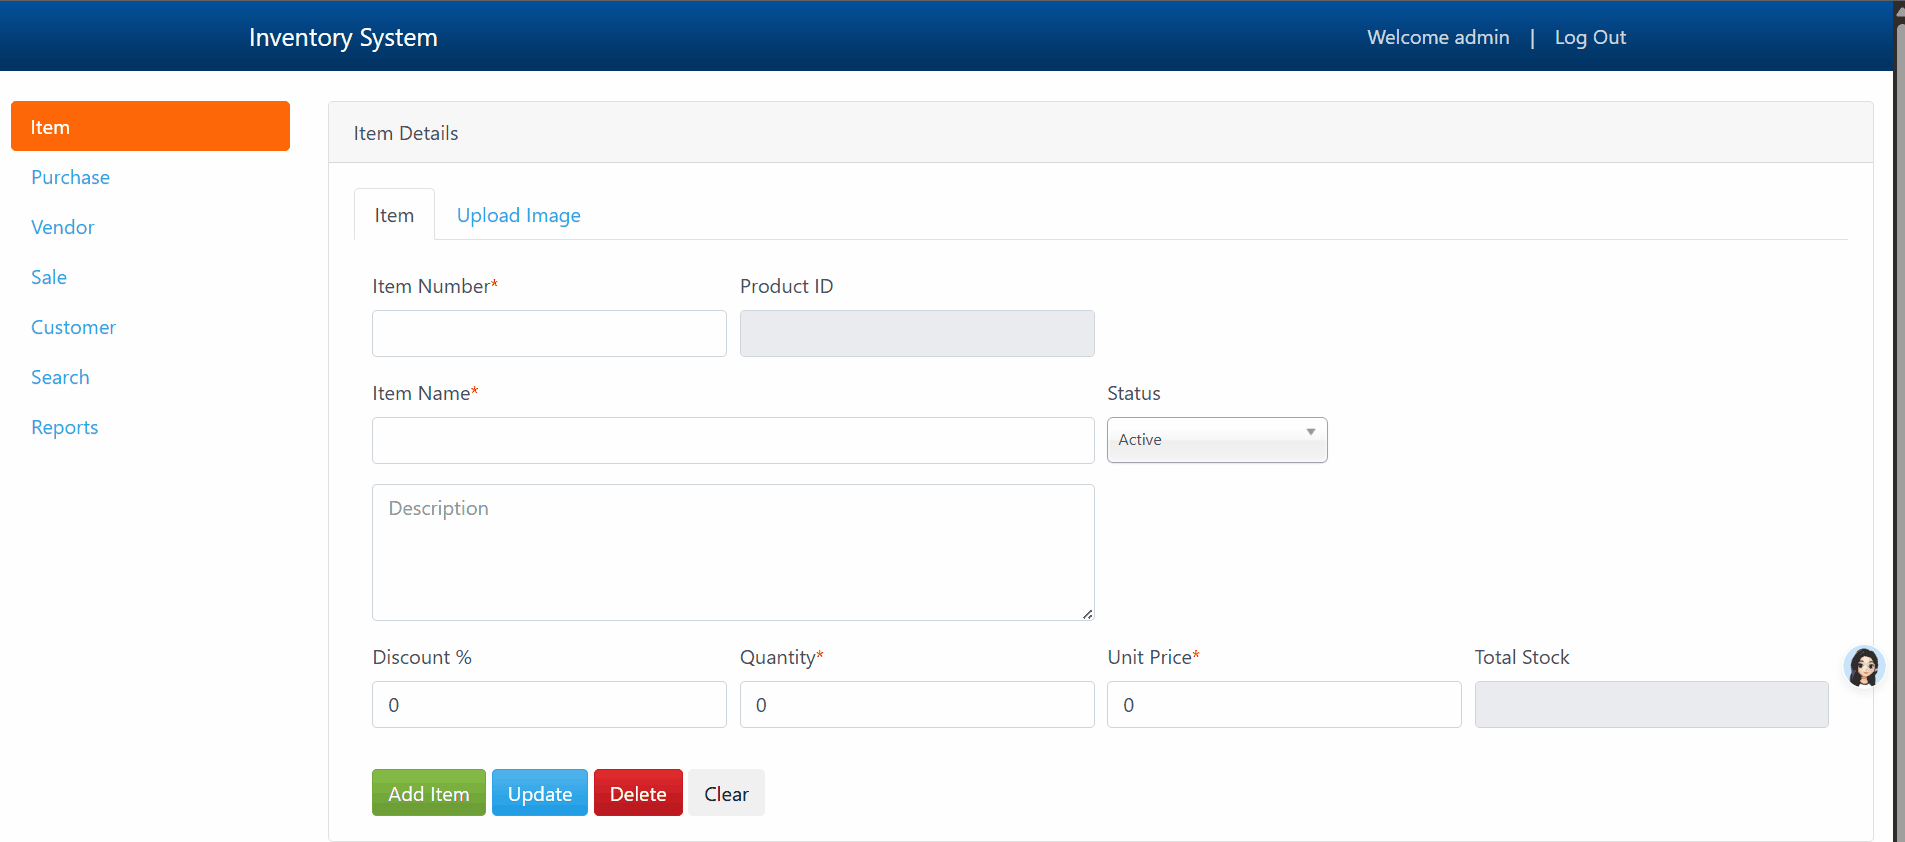 Inventory System
Welcome admin | Log Out
Item
Purchase
Vendor
Sale
Customer
Search
Reports
Item Details
Item Upload Image
Item Number* Product ID
Item Name* Status
Active
Description
Discount % Quantity* Unit Price* Total Stock
0 0 0
Add Item Update Delete Clear